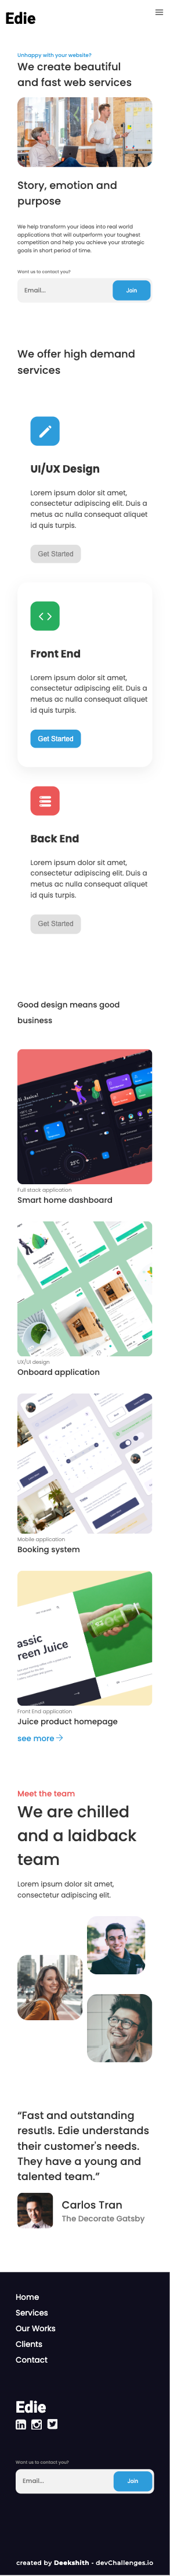 Edie
Unhappy with your website?
We create beautiful
and fast web services
Story, emotion and
purpose
We help transform your ideas into real world
applications that will outperform your toughest
competition and help you achieve your strategic
goals in short period of time.
Want us to contact you?
Email...
Join
We offer high demand
services
UI/UX Design
Lorem ipsum dolor sit amet,
consectetur adipiscing elit. Duis a
metus ac nulla consequat aliquet
id quis turpis.
Get Started
Front End
Lorem ipsum dolor sit amet,
consectetur adipiscing elit. Duis a
metus ac nulla consequat aliquet
id quis turpis.
Get Started
Back End
Lorem ipsum dolor sit amet,
consectetur adipiscing elit. Duis a
metus ac nulla consequat aliquet
id quis turpis.
Get Started
Good design means good
business
Full stack application
Smart home dashboard
UX/UI design
Onboard application
Mobile application
Booking system
assic
reen Juice
Front End application
Juice product homepage
see more
Meet the team
We are chilled
and a laidback
team
Lorem ipsum dolor sit amet,
consectetur adipiscing elit.
“Fast and outstanding
resutls. Edie understands
their customer's needs.
They have a young and
talented team.”
Carlos Tran
The Decorate Gatsby
Home
Services
Our Works
Clients
Contact
Edie
Want us to contact you?
Email...
Join
created by Deekshith - devChallenges.io